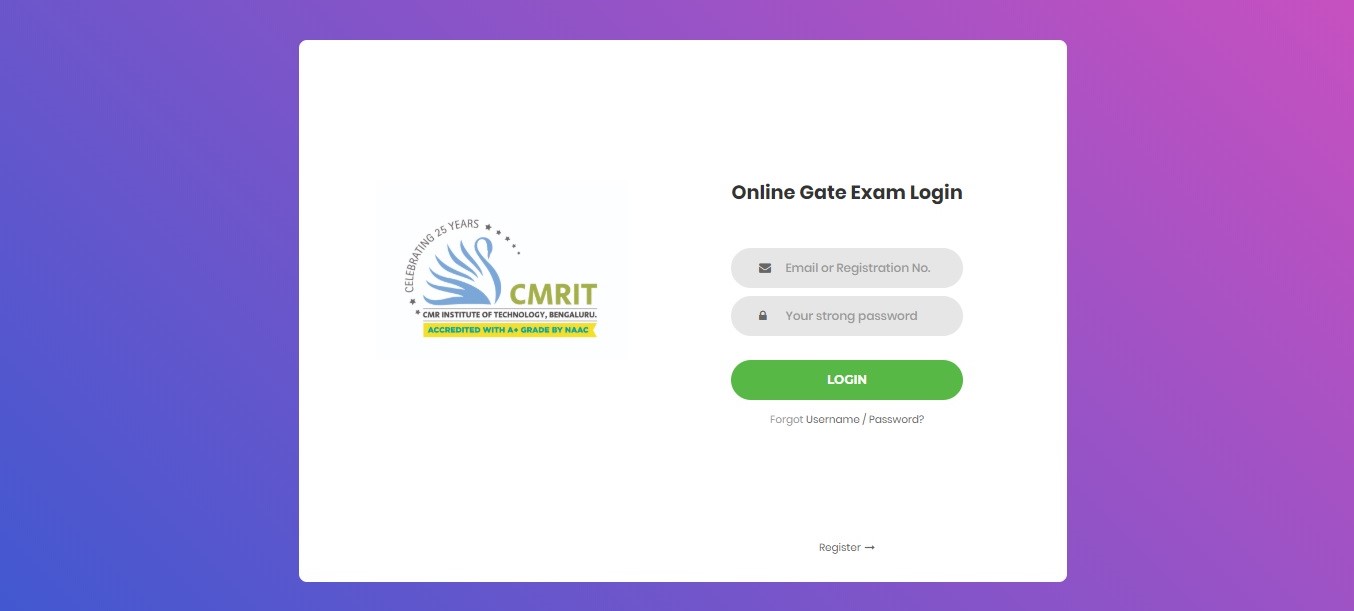 CELEBRATING 25 YEARS
CMRIT
CMR INSTITUTE OF TECHNOLOGY, BENGALURU.
ACCREDITED WITH A+ GRADE BY NAAC
Online Gate Exam Login
Email or Registration No.
Your strong password
LOGIN
Forgot Username / Password?
Register →